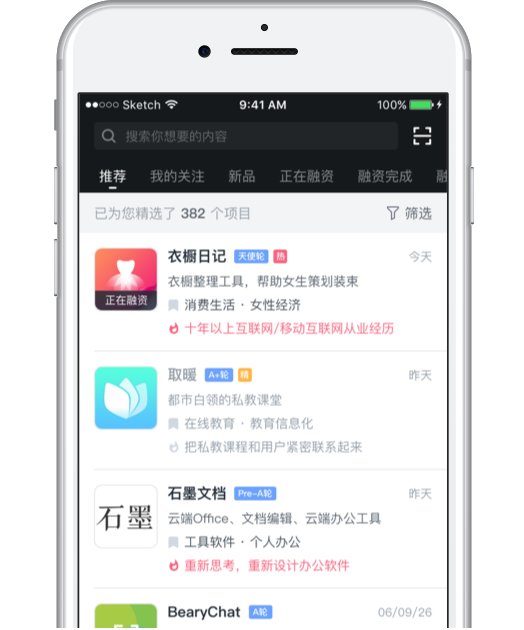 Sketch 9:41 AM 100%
搜索你想要的内容
推荐 我的关注 新品 正在融资 融资完成 融
已为您精选了 382 个项目 筛选
衣橱日记 天使轮 热 今天
衣橱整理工具，帮助女生策划装束
正在融资
消费生活 · 女性经济
十年以上互联网/移动互联网从业经历
取暖 A+轮 精 昨天
都市白领的私教课堂
在线教育 · 教育信息化
把私教课程和用户紧密联系起来
石墨文档 Pre-A轮 昨天
石墨
云端Office、文档编辑、云端办公工具
工具软件 · 个人办公
重新思考，重新设计办公软件
BearyChat A轮 06/09/26